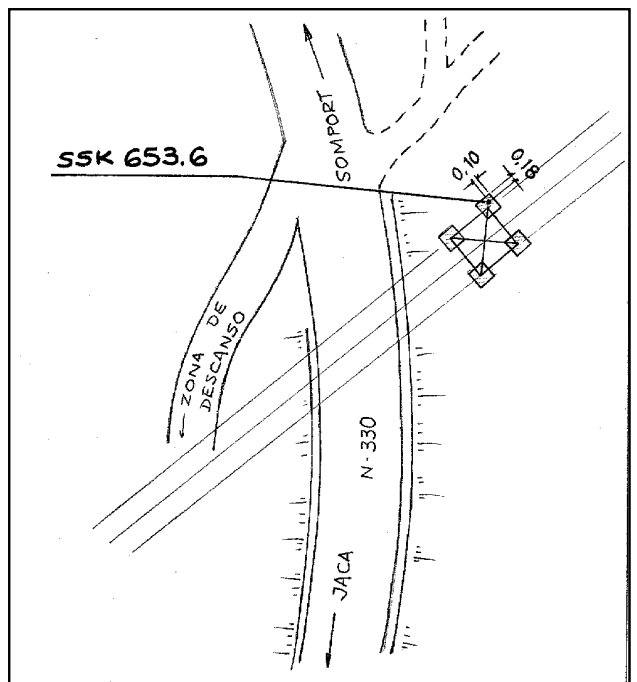 SOMPORT
SSK 653.6
0,10
0,18
← ZONA DE
DESCANSO
N-330
← JACA